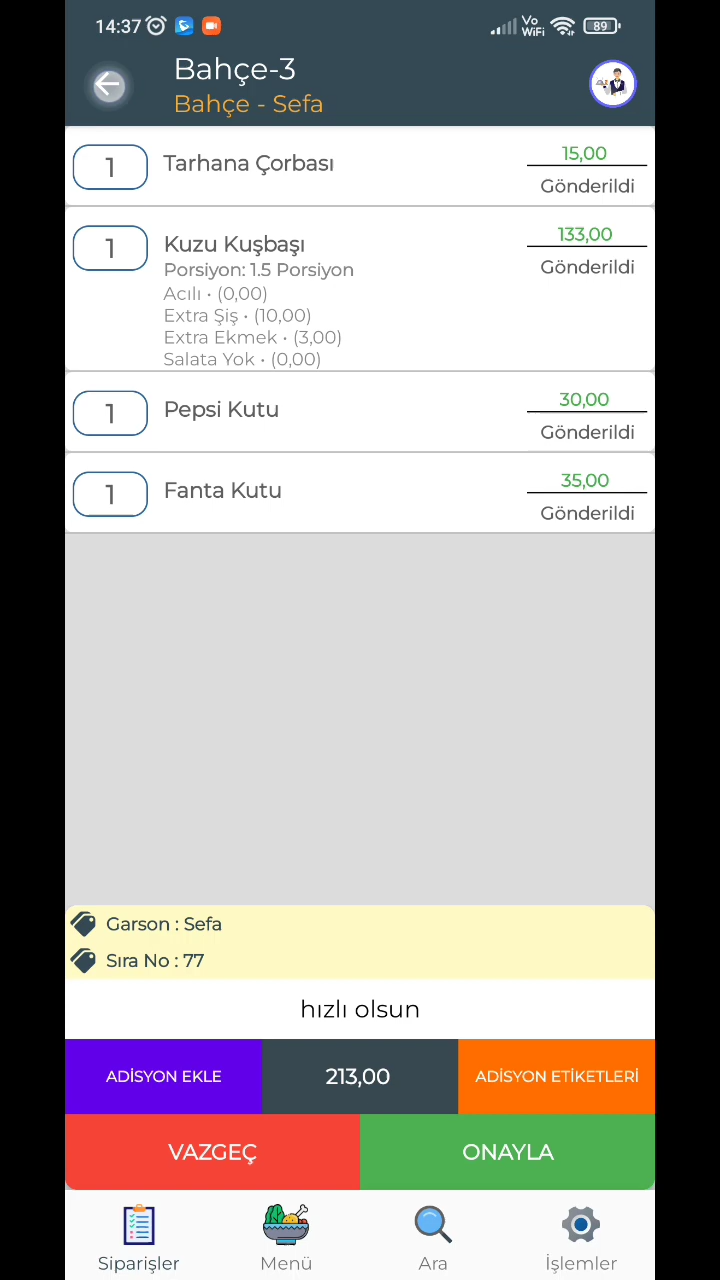 14:37
Vo
WiFi
89
Bahçe-3
Bahçe - Sefa
1
Tarhana Çorbası
15,00
Gönderildi
1
Kuzu Kuşbaşı
133,00
Porsiyon: 1.5 Porsiyon
Gönderildi
Acılı • (0,00)
Extra Şiş • (10,00)
Extra Ekmek • (3,00)
Salata Yok • (0,00)
1
Pepsi Kutu
30,00
Gönderildi
1
Fanta Kutu
35,00
Gönderildi
Garson : Sefa
Sıra No : 77
hızlı olsun
ADİSYON EKLE
213,00
ADİSYON ETİKETLERİ
VAZGEÇ
ONAYLA
Siparişler
Menü
Ara
İşlemler